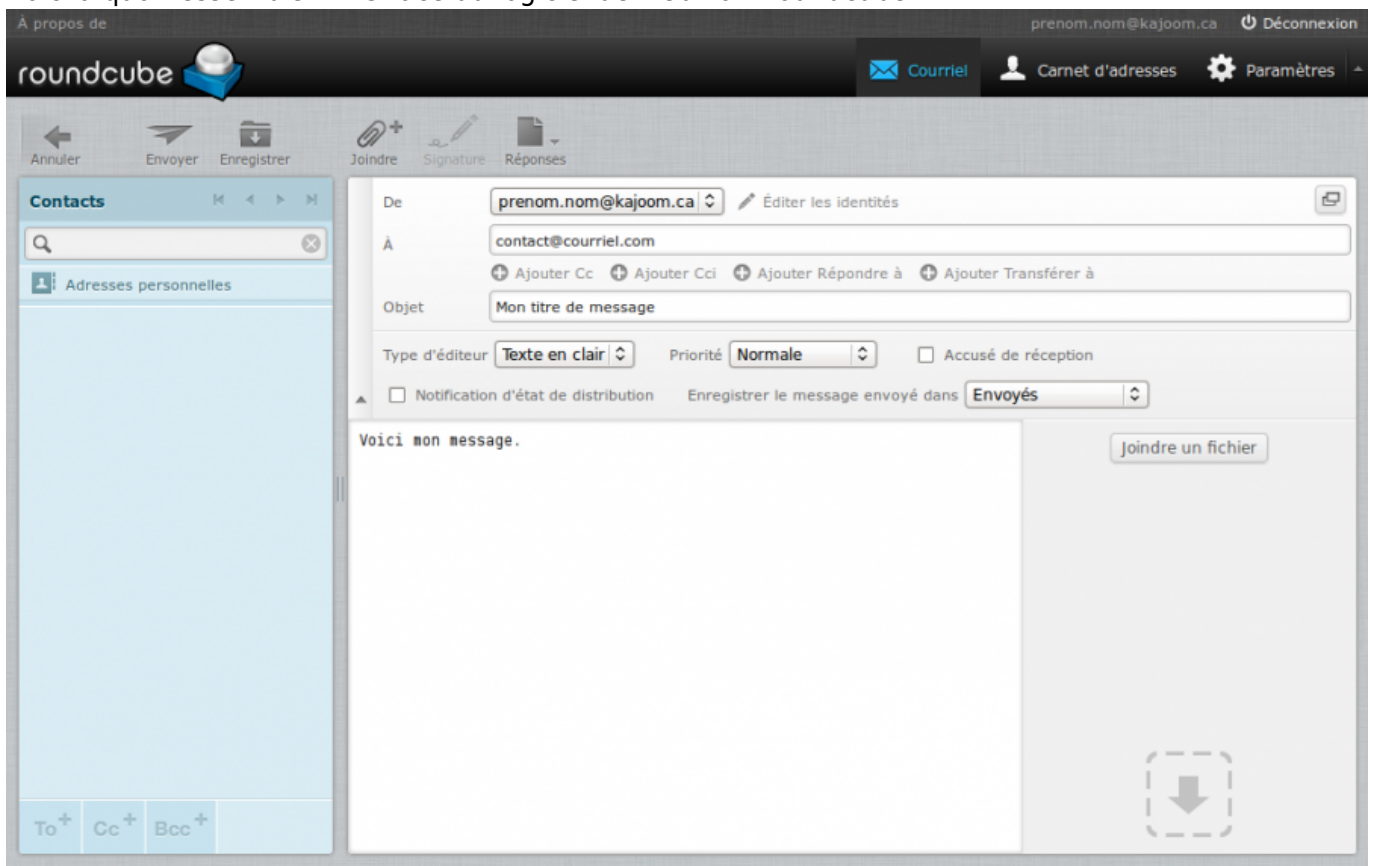 À propos de
prenom.nom@kajoom.ca Déconnexion
roundcube
Courriel Carnet d'adresses Paramètres
Annuler Envoyer Enregistrer Joindre Signature Réponses
Contacts
De prenom.nom@kajoom.ca Éditer les identités
À contact@courriel.com
Ajouter Cc Ajouter Cci Ajouter Répondre à Ajouter Transférer à
Adresses personnelles
Objet Mon titre de message
Type d'éditeur Texte en clair Priorité Normale Accusé de réception
Notification d'état de distribution Enregistrer le message envoyé dans Envoyés
Voici mon message.
Joindre un fichier
To+ Cc+ Bcc+